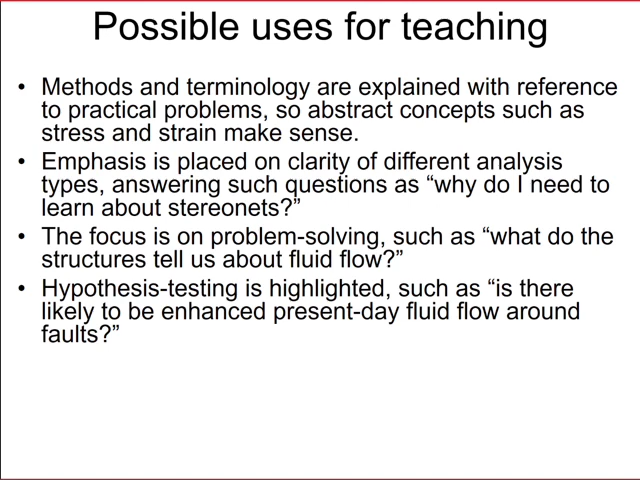 Possible uses for teaching
• Methods and terminology are explained with reference
to practical problems, so abstract concepts such as
stress and strain make sense.
• Emphasis is placed on clarity of different analysis
types, answering such questions as “why do I need to
learn about stereonets?”
• The focus is on problem-solving, such as “what do the
structures tell us about fluid flow?”
• Hypothesis-testing is highlighted, such as “is there
likely to be enhanced present-day fluid flow around
faults?”